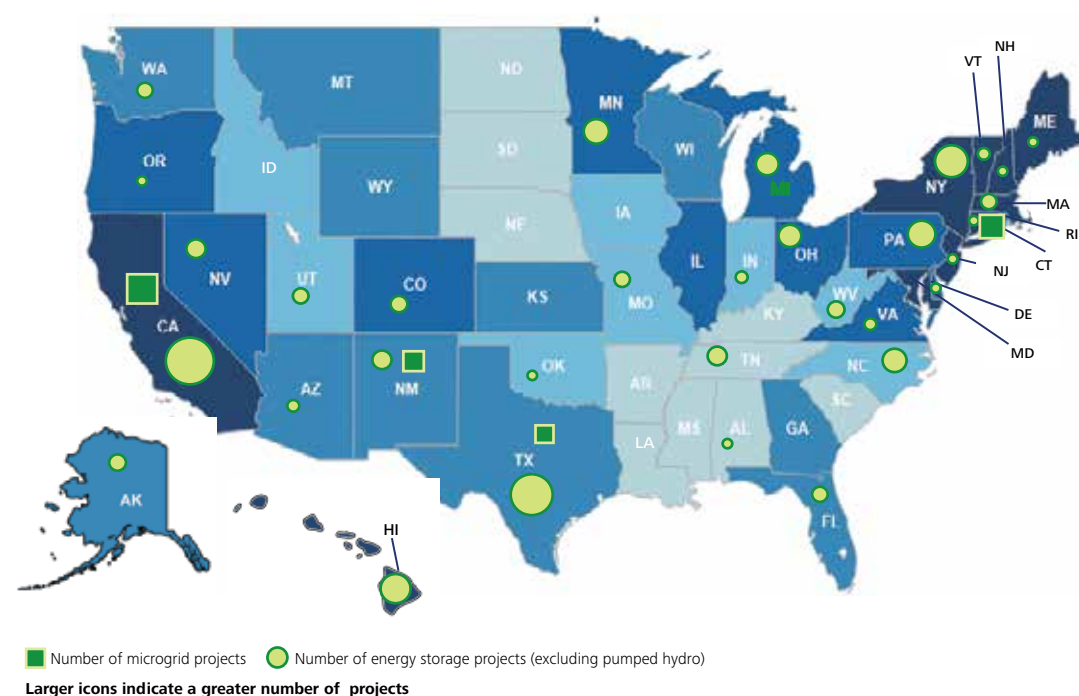 NH
VT
WA
MT
ND
MN
ME
OR
ID
SD
WI
MI
WY
NY
NE
IA
MA
RI
NV
UT
CO
IL
IN
OH
PA
NJ
CT
KS
MO
WV
VA
DE
CA
KY
MD
AZ
NM
OK
AR
TN
NC
SC
MS
AL
GA
LA
TX
AK
HI
FL
Number of microgrid projects
Number of energy storage projects (excluding pumped hydro)
Larger icons indicate a greater number of projects